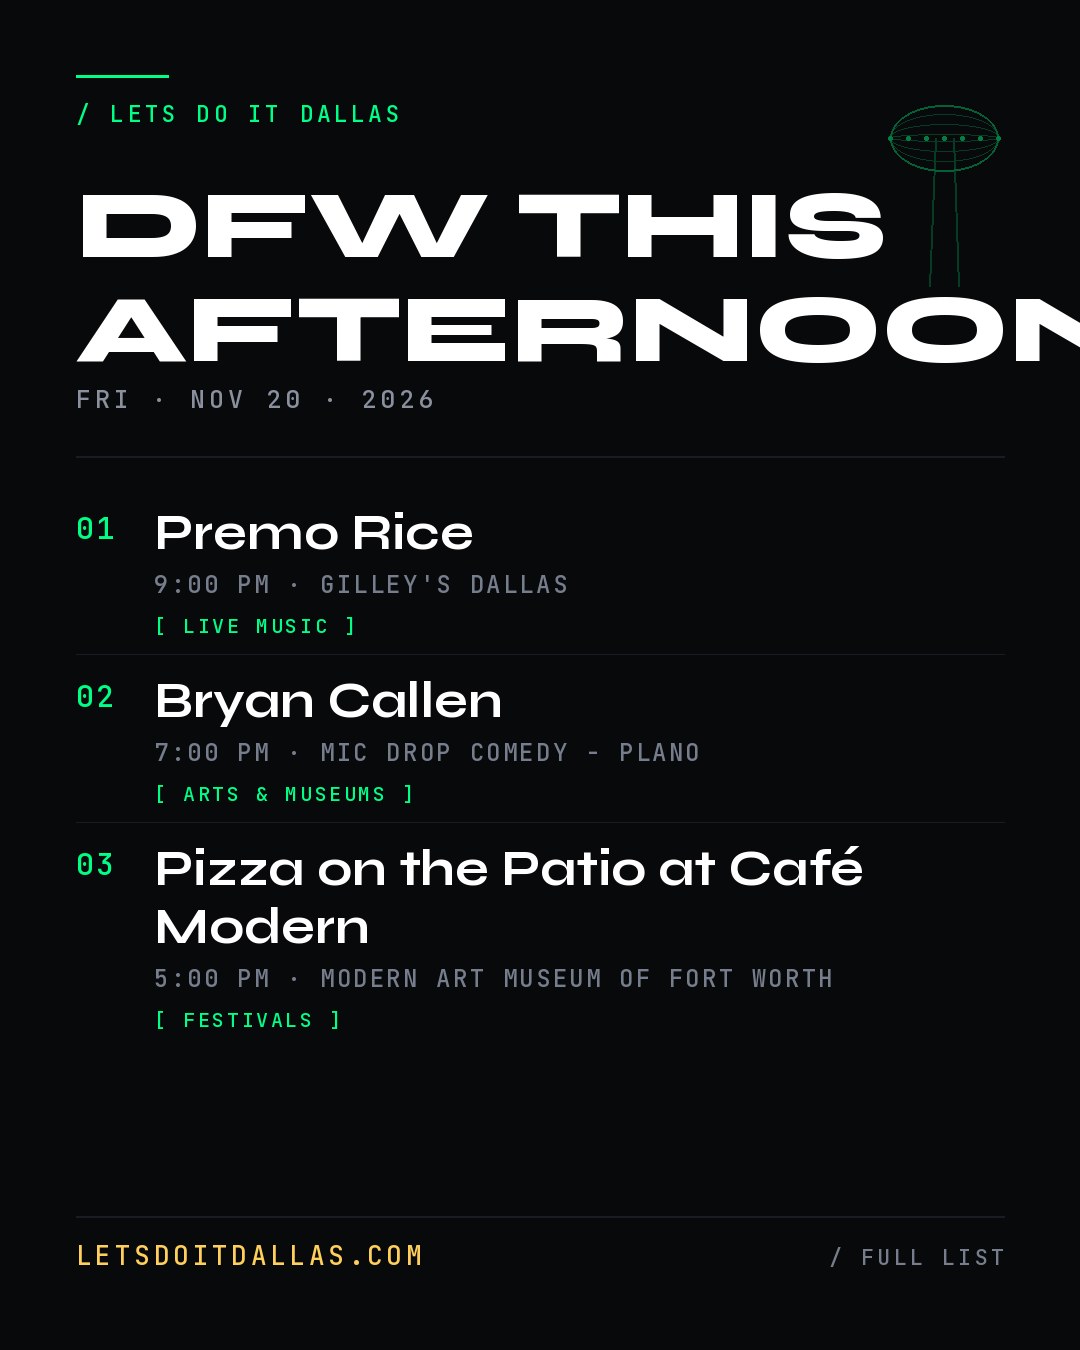 / LETS DO IT DALLAS
DFW THIS
AFTERNOON
FRI · NOV 20 · 2026
01 Premo Rice
9:00 PM · GILLEY'S DALLAS
[ LIVE MUSIC ]
02 Bryan Callen
7:00 PM · MIC DROP COMEDY - PLANO
[ ARTS & MUSEUMS ]
03 Pizza on the Patio at Café
Modern
5:00 PM · MODERN ART MUSEUM OF FORT WORTH
[ FESTIVALS ]
LETSDOITDALLAS.COM
/ FULL LIST